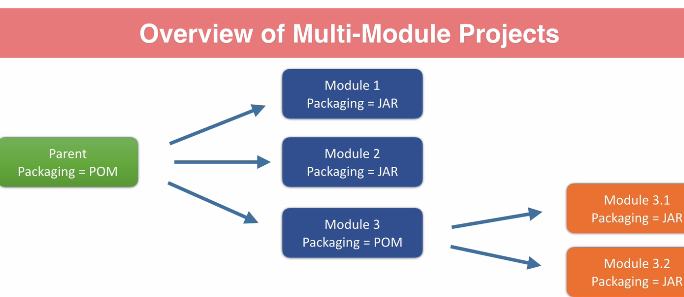 Overview of Multi-Module Projects
Module 1
Packaging = JAR
Parent
Packaging = POM
Module 2
Packaging = JAR
Module 3
Packaging = POM
Module 3.1
Packaging = JAR
Module 3.2
Packaging = JAR